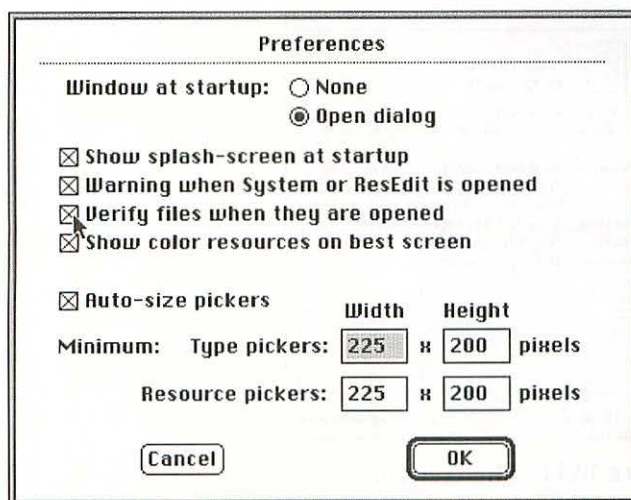 Preferences
Window at startup: None
Open dialog
Show splash-screen at startup
Warning when System or ResEdit is opened
Verify files when they are opened
Show color resources on best screen
Auto-size pickers
Width Height
Minimum: Type pickers: 225 x 200 pixels
Resource pickers: 225 x 200 pixels
Cancel OK